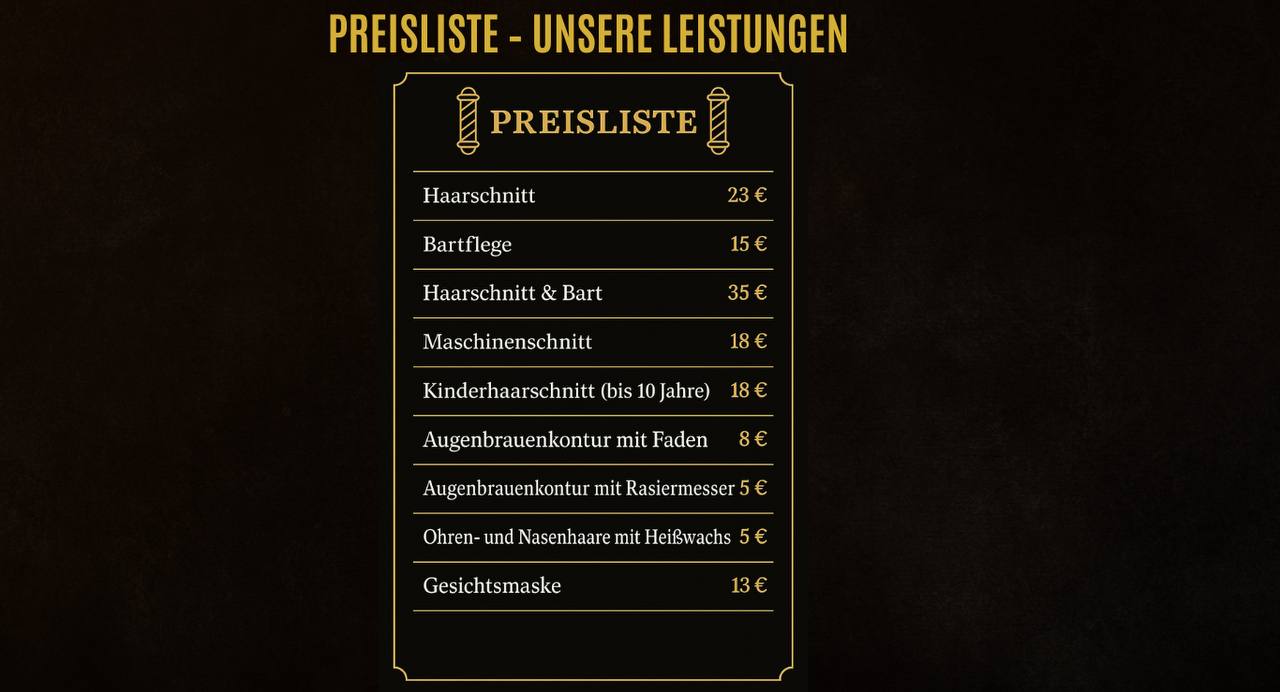 PREISLISTE – UNSERE LEISTUNGEN
PREISLISTE
Haarschnitt 23 €
Bartflege 15 €
Haarschnitt & Bart 35 €
Maschinenschnitt 18 €
Kinderhaarschnitt (bis 10 Jahre) 18 €
Augenbrauenkontur mit Faden 8 €
Augenbrauenkontur mit Rasiermesser 5 €
Ohren- und Nasenhaare mit Heißwachs 5 €
Gesichtsmaske 13 €